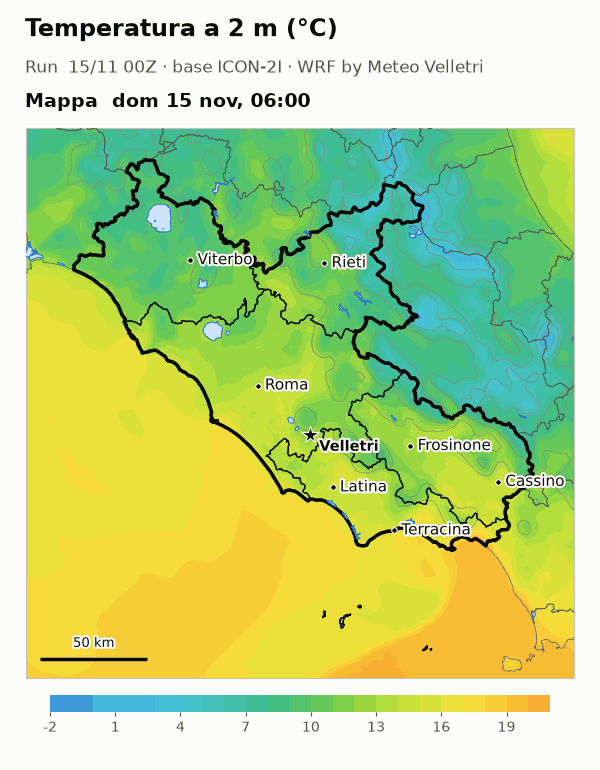 Temperatura a 2 m (°C)
Run  15/11 00Z · base ICON-2I · WRF by Meteo Velletri
Mappa  dom 15 nov, 06:00
Viterbo
Rieti
Roma
Velletri
Frosinone
Cassino
Latina
Terracina
50 km
-2 1 4 7 10 13 16 19